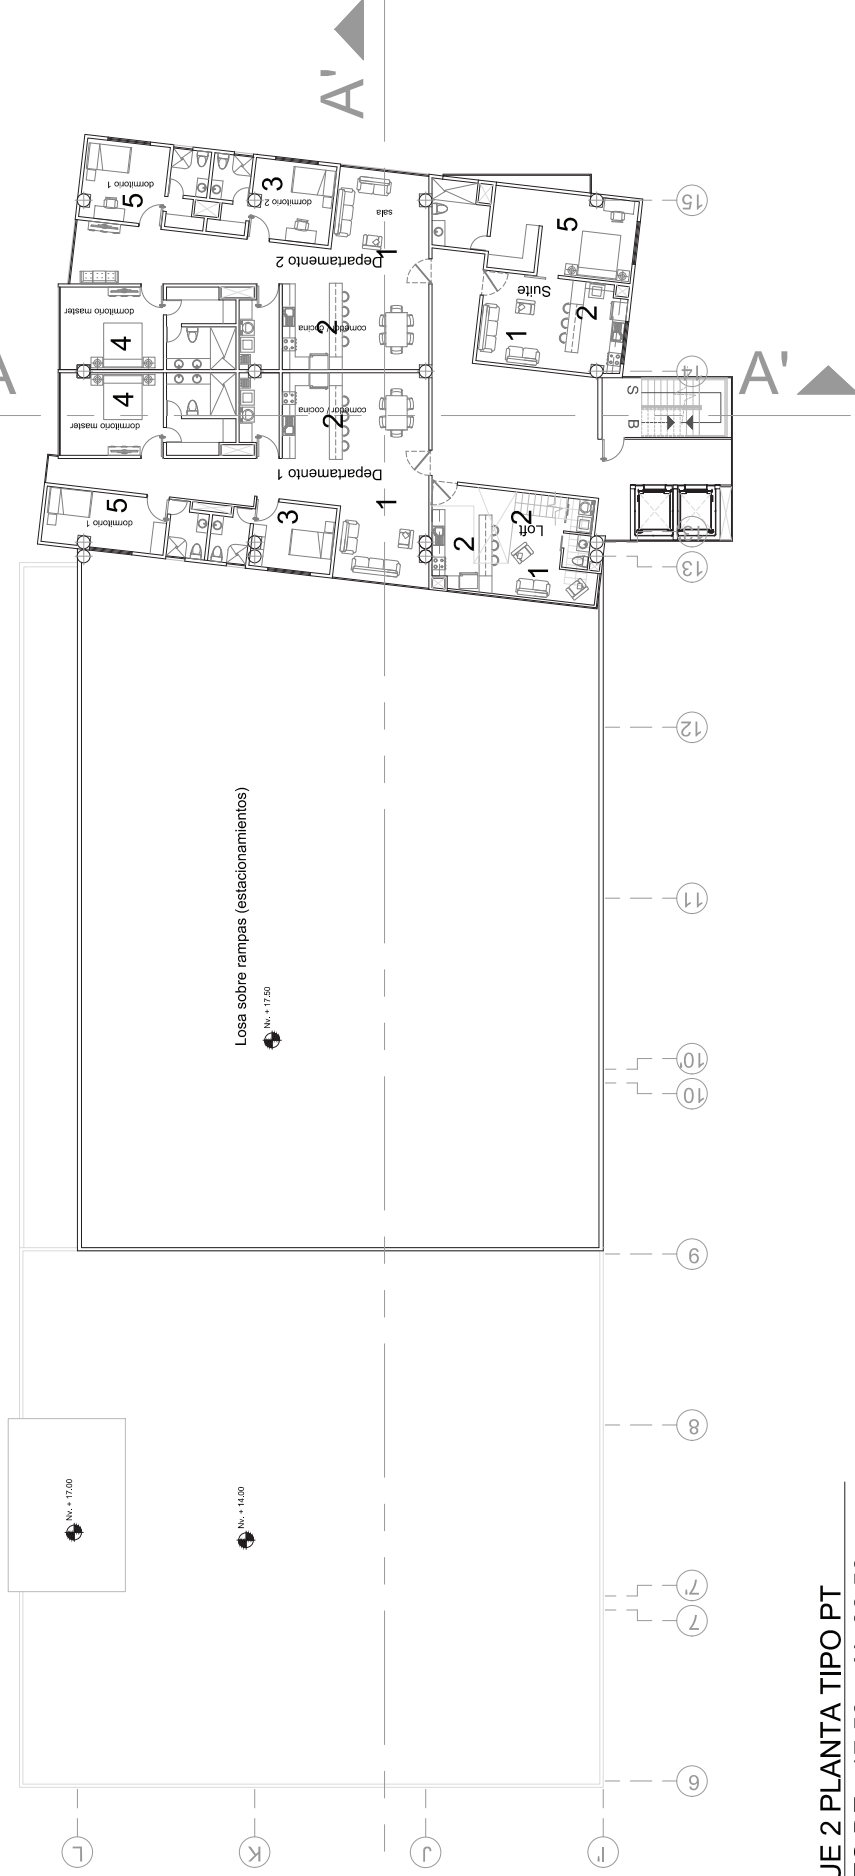 A'
15
5
dormitorio 1
3
dormitorio 2
sala
1
Departamento 2
5
Suite
2
1
dormitorio master
4
2
comedor / cocina
14
A'
A
S
B
4
dormitorio master
2
comedor / cocina
Departamento 1
1
5
dormitorio 1
3
2
2
Loft
1
13
12
Losa sobre rampas (estacionamientos)
Nv. + 17.50
11
10'
10
9
8
Nv. + 17.00
Nv. + 14.00
7'
7
6
L
K
J
I'
UE 2 PLANTA TIPO PT